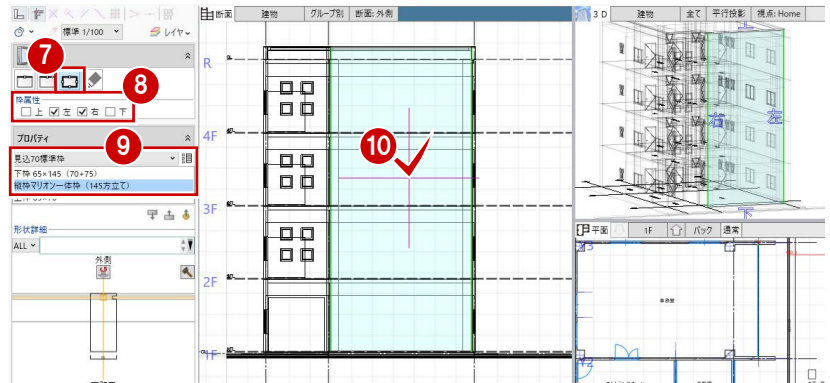 標準 1/100
レイヤ
7
8
枠属性
上 左 右 下
9
プロパティ
見込70標準枠
下枠 65×145 (70+75)
縦枠マリオン一体枠 (145方立て)
形状詳細
ALL
外側
断面 建物 グループ別 断面: 外側
R
4F
3F
2F
1F
10
3D 建物 全て 平行投影 視点: Home
上
右 左
下
平面 1F バック 通常
事務室